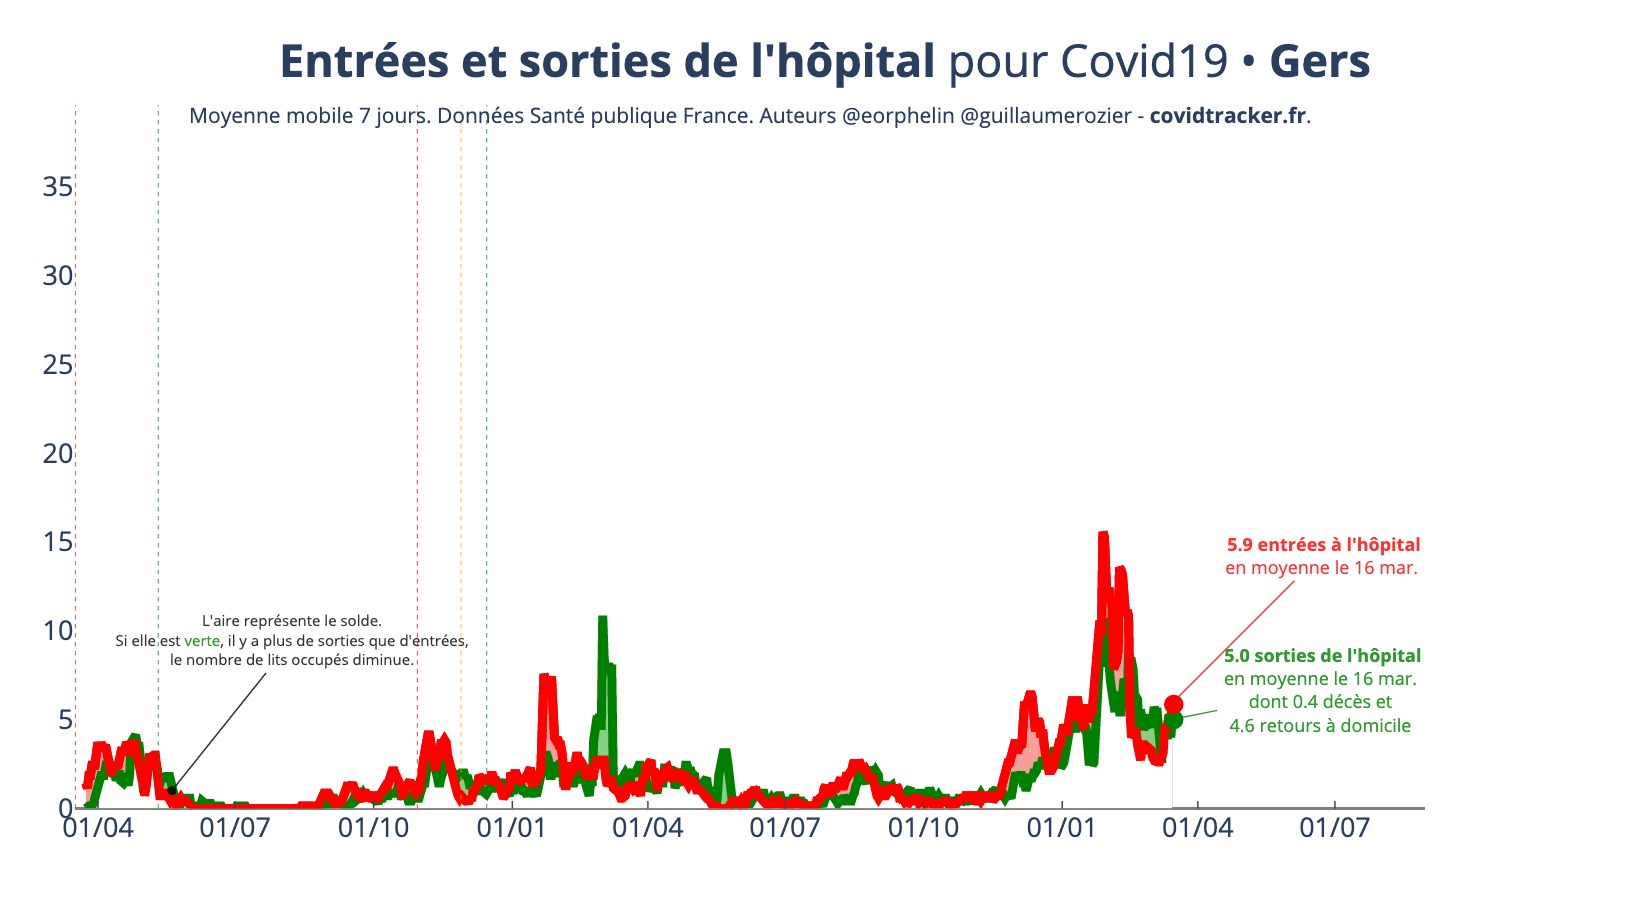 Entrées et sorties de l'hôpital pour Covid19 • Gers
Moyenne mobile 7 jours. Données Santé publique France. Auteurs @eorphelin @guillaumerozier - covidtracker.fr.
35
30
25
20
15
10
5
0
5.9 entrées à l'hôpital
en moyenne le 16 mar.
L'aire représente le solde.
Si elle est verte, il y a plus de sorties que d'entrées,
le nombre de lits occupés diminue.
5.0 sorties de l'hôpital
en moyenne le 16 mar.
dont 0.4 décès et
4.6 retours à domicile
01/04 01/07 01/10 01/01 01/04 01/07 01/10 01/01 01/04 01/07